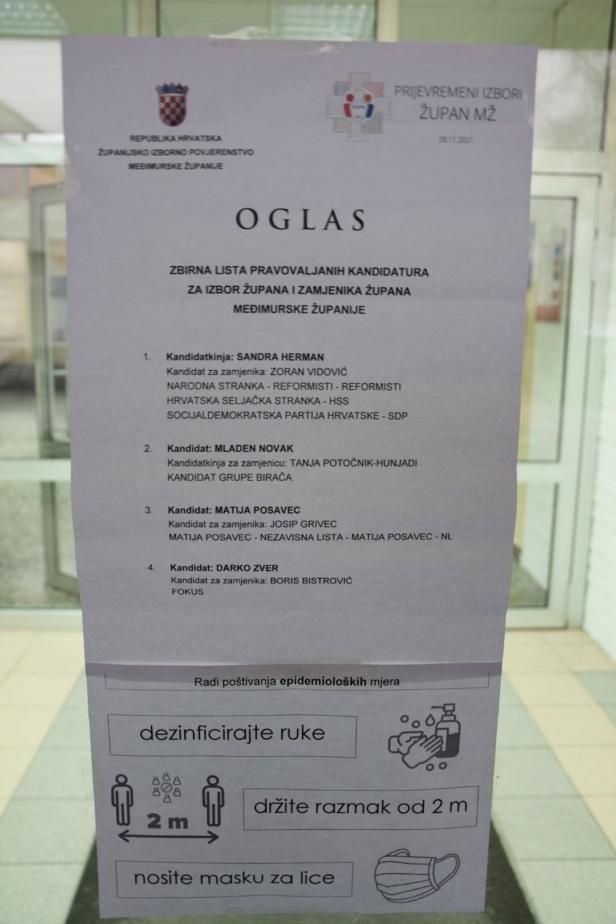 REPUBLIKA HRVATSKA
ŽUPANIJSKO IZBORNO POVJERENSTVO
MEĐIMURSKE ŽUPANIJE
PRIJEVREMENI IZBORI
ŽUPAN MŽ
28.11.2021.
OGLAS
ZBIRNA LISTA PRAVOVALJANIH KANDIDATURA
ZA IZBOR ŽUPANA I ZAMJENIKA ŽUPANA
MEĐIMURSKE ŽUPANIJE
1. Kandidatkinja: SANDRA HERMAN
Kandidat za zamjenika: ZORAN VIDOVIĆ
NARODNA STRANKA - REFORMISTI - REFORMISTI
HRVATSKA SELJAČKA STRANKA - HSS
SOCIJALDEMOKRATSKA PARTIJA HRVATSKE - SDP
2. Kandidat: MLADEN NOVAK
Kandidatkinja za zamjenicu: TANJA POTOČNIK-HUNJADI
KANDIDAT GRUPE BIRAČA
3. Kandidat: MATIJA POSAVEC
Kandidat za zamjenika: JOSIP GRIVEC
MATIJA POSAVEC - NEZAVISNA LISTA - MATIJA POSAVEC - NL
4. Kandidat: DARKO ZVER
Kandidat za zamjenika: BORIS BISTROVIĆ
FOKUS
Radi poštivanja epidemioloških mjera
dezinficirajte ruke
2 m
držite razmak od 2 m
nosite masku za lice